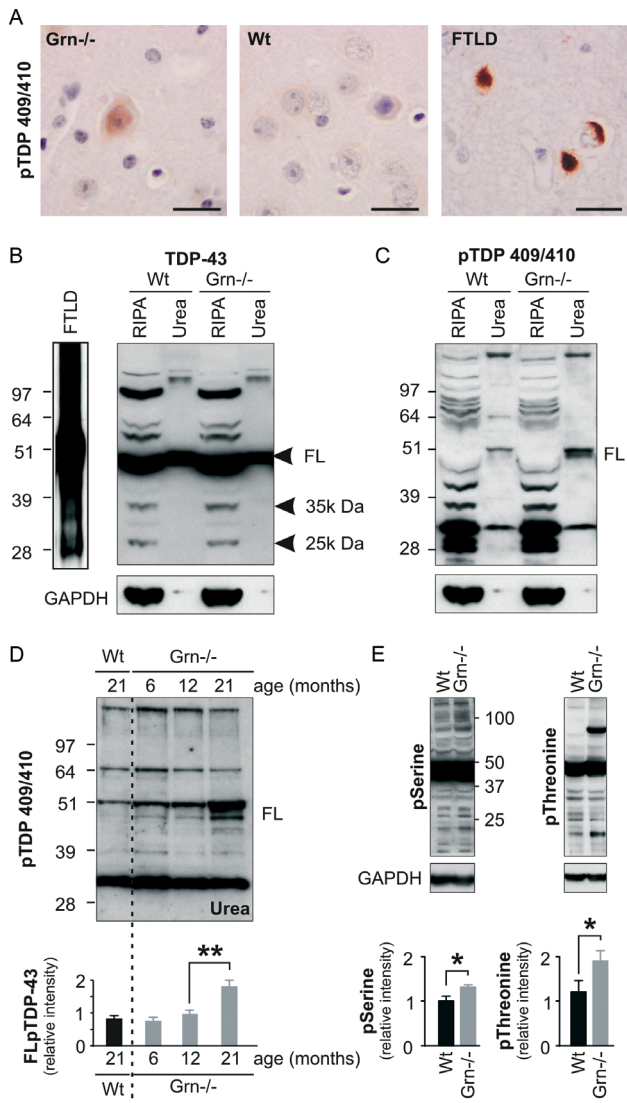 A
Grn-/-
Wt
FTLD
pTDP 409/410
B
TDP-43
Wt
Grn-/-
FTLD
RIPA
Urea
RIPA
Urea
97
64
51
39
28
FL
35k Da
25k Da
GAPDH
C
pTDP 409/410
Wt
Grn-/-
RIPA
Urea
RIPA
Urea
97
64
51
39
28
FL
D
Wt
Grn-/-
21
6
12
21
age (months)
pTDP 409/410
97
64
51
39
28
FL
Urea
**
FLpTDP-43
(relative intensity)
2
1
0
21
6
12
21
age (months)
Wt
Grn-/-
E
Wt
Grn-/-
pSerine
100
50
37
25
Wt
Grn-/-
pThreonine
GAPDH
*
pSerine
(relative intensity)
2
1
0
Wt
Grn-/-
*
pThreonine
(relative intensity)
2
1
0
Wt
Grn-/-